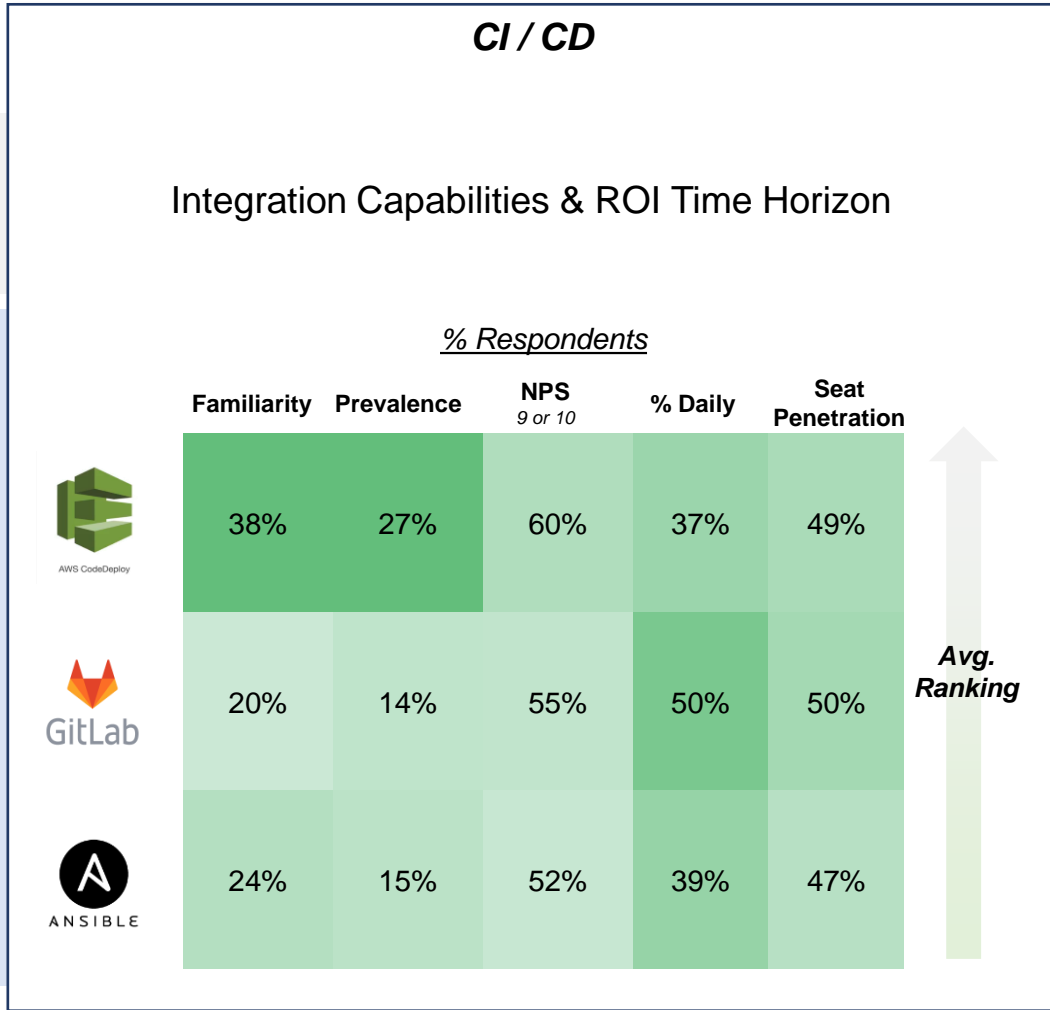 CI / CD
Integration Capabilities & ROI Time Horizon
% Respondents
Familiarity Prevalence NPS 9 or 10 % Daily Seat Penetration
AWS CodeDeploy 38% 27% 60% 37% 49%
GitLab 20% 14% 55% 50% 50%
Avg.
Ranking
ANSIBLE 24% 15% 52% 39% 47%